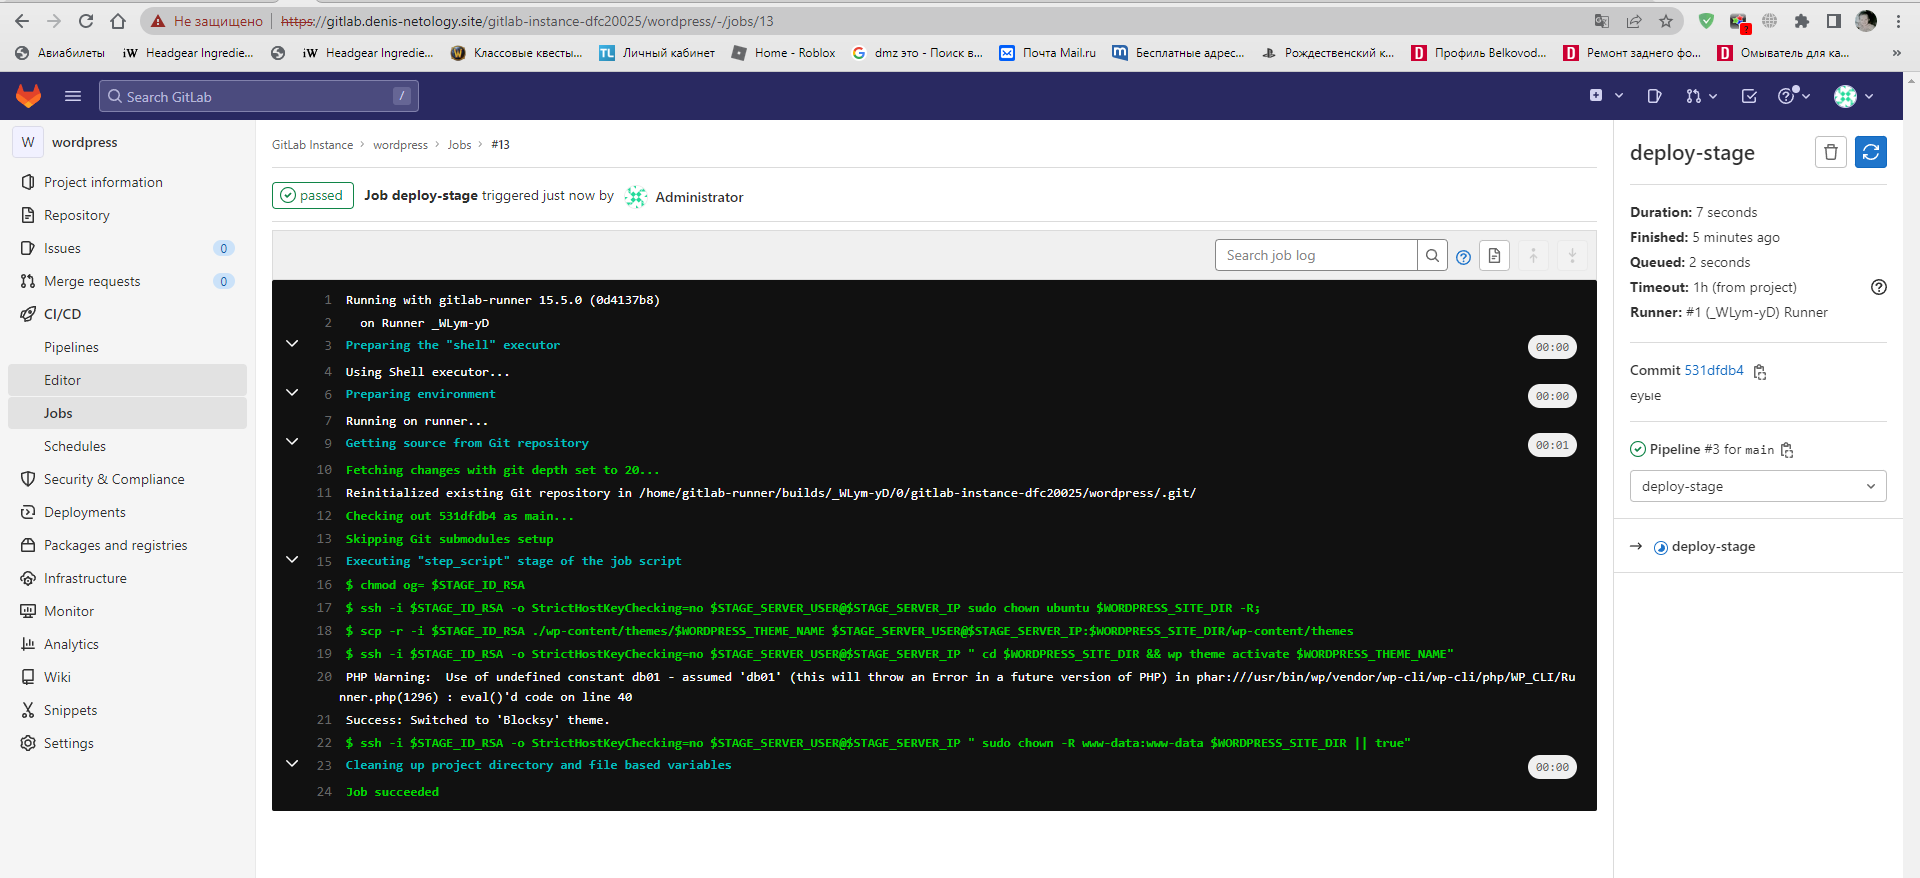 Не защищено
https://gitlab.denis-netology.site/gitlab-instance-dfc20025/wordpress/-/jobs/13
Авиабилеты
Headgear Ingredie...
Headgear Ingredie...
Классовые квесты...
Личный кабинет
Home - Roblox
dmz это - Поиск в...
Почта Mail.ru
Бесплатные адрес...
Рождественский к...
Профиль Belkovod...
Ремонт заднего фо...
Омыватель для ка...
»
Search GitLab
/
W wordpress
Project information
Repository
Issues 0
Merge requests 0
CI/CD
Pipelines
Editor
Jobs
Schedules
Security & Compliance
Deployments
Packages and registries
Infrastructure
Monitor
Analytics
Wiki
Snippets
Settings
GitLab Instance › wordpress › Jobs › #13
passed Job deploy-stage triggered just now by Administrator
Search job log
1 Running with gitlab-runner 15.5.0 (0d4137b8)
2 on Runner _WLym-yD
3 Preparing the "shell" executor 00:00
4 Using Shell executor...
6 Preparing environment 00:00
7 Running on runner...
9 Getting source from Git repository 00:01
10 Fetching changes with git depth set to 20...
11 Reinitialized existing Git repository in /home/gitlab-runner/builds/_WLym-yD/0/gitlab-instance-dfc20025/wordpress/.git/
12 Checking out 531dfdb4 as main...
13 Skipping Git submodules setup
15 Executing "step_script" stage of the job script
16 $ chmod og= $STAGE_ID_RSA
17 $ ssh -i $STAGE_ID_RSA -o StrictHostKeyChecking=no $STAGE_SERVER_USER@$STAGE_SERVER_IP sudo chown ubuntu $WORDPRESS_SITE_DIR -R;
18 $ scp -r -i $STAGE_ID_RSA ./wp-content/themes/$WORDPRESS_THEME_NAME $STAGE_SERVER_USER@$STAGE_SERVER_IP:$WORDPRESS_SITE_DIR/wp-content/themes
19 $ ssh -i $STAGE_ID_RSA -o StrictHostKeyChecking=no $STAGE_SERVER_USER@$STAGE_SERVER_IP " cd $WORDPRESS_SITE_DIR && wp theme activate $WORDPRESS_THEME_NAME"
20 PHP Warning:  Use of undefined constant db01 - assumed 'db01' (this will throw an Error in a future version of PHP) in phar:///usr/bin/wp/vendor/wp-cli/wp-cli/php/WP_CLI/Ru
nner.php(1296) : eval()'d code on line 40
21 Success: Switched to 'Blocksy' theme.
22 $ ssh -i $STAGE_ID_RSA -o StrictHostKeyChecking=no $STAGE_SERVER_USER@$STAGE_SERVER_IP " sudo chown -R www-data:www-data $WORDPRESS_SITE_DIR || true"
23 Cleaning up project directory and file based variables 00:00
24 Job succeeded
deploy-stage
Duration: 7 seconds
Finished: 5 minutes ago
Queued: 2 seconds
Timeout: 1h (from project)
Runner: #1 (_WLym-yD) Runner
Commit 531dfdb4
еуые
Pipeline #3 for main
deploy-stage
→ deploy-stage